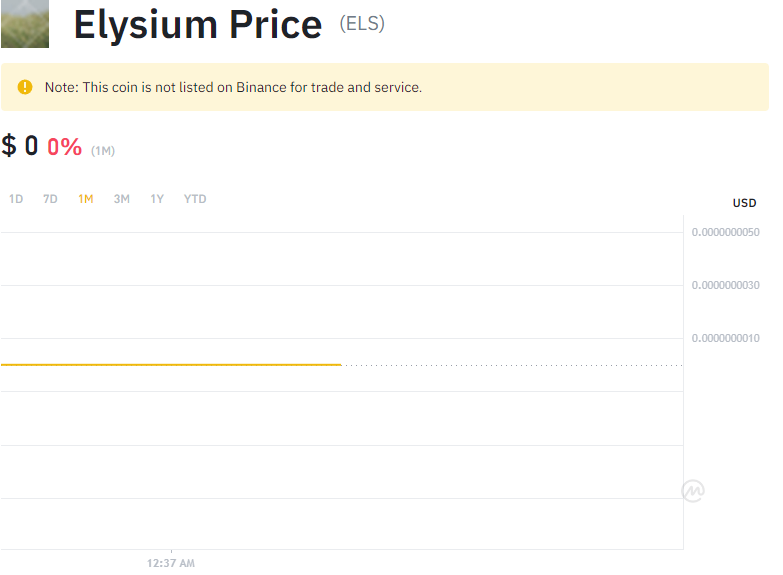 Elysium Price (ELS)
Note: This coin is not listed on Binance for trade and service.
$ 0 0% (1M)
1D 7D 1M 3M 1Y YTD
USD
0.0000000050
0.0000000030
0.0000000010
12:37 AM